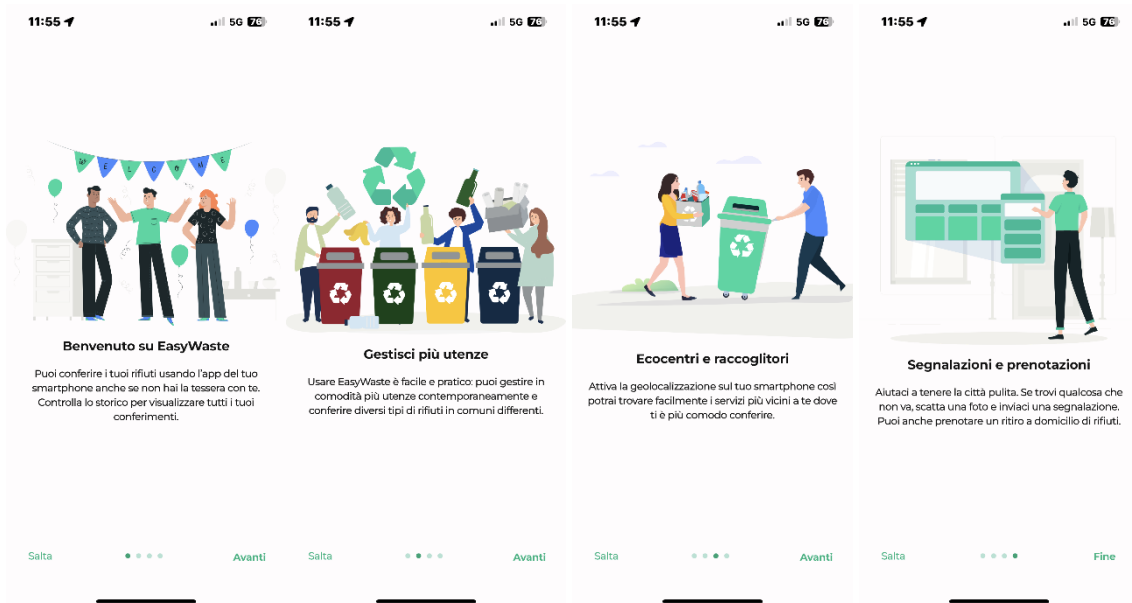 11:55
5G 76
WELCOME
Benvenuto su EasyWaste
Puoi conferire i tuoi rifiuti usando l'app del tuo
smartphone anche se non hai la tessera con te.
Controlla lo storico per visualizzare tutti i tuoi
conferimenti.
Salta
Avanti
11:55
5G 76
Gestisci più utenze
Usare EasyWaste è facile e pratico: puoi gestire in
comodità più utenze contemporaneamente e
conferire diversi tipi di rifiuti in comuni differenti.
Salta
Avanti
11:55
5G 76
Ecocentri e raccoglitori
Attiva la geolocalizzazione sul tuo smartphone così
potrai trovare facilmente i servizi più vicini a te dove
ti è più comodo conferire.
Salta
Avanti
11:55
5G 76
Segnalazioni e prenotazioni
Aiutaci a tenere la città pulita. Se trovi qualcosa che
non va, scatta una foto e inviaci una segnalazione.
Puoi anche prenotare un ritiro a domicilio di rifiuti.
Salta
Fine